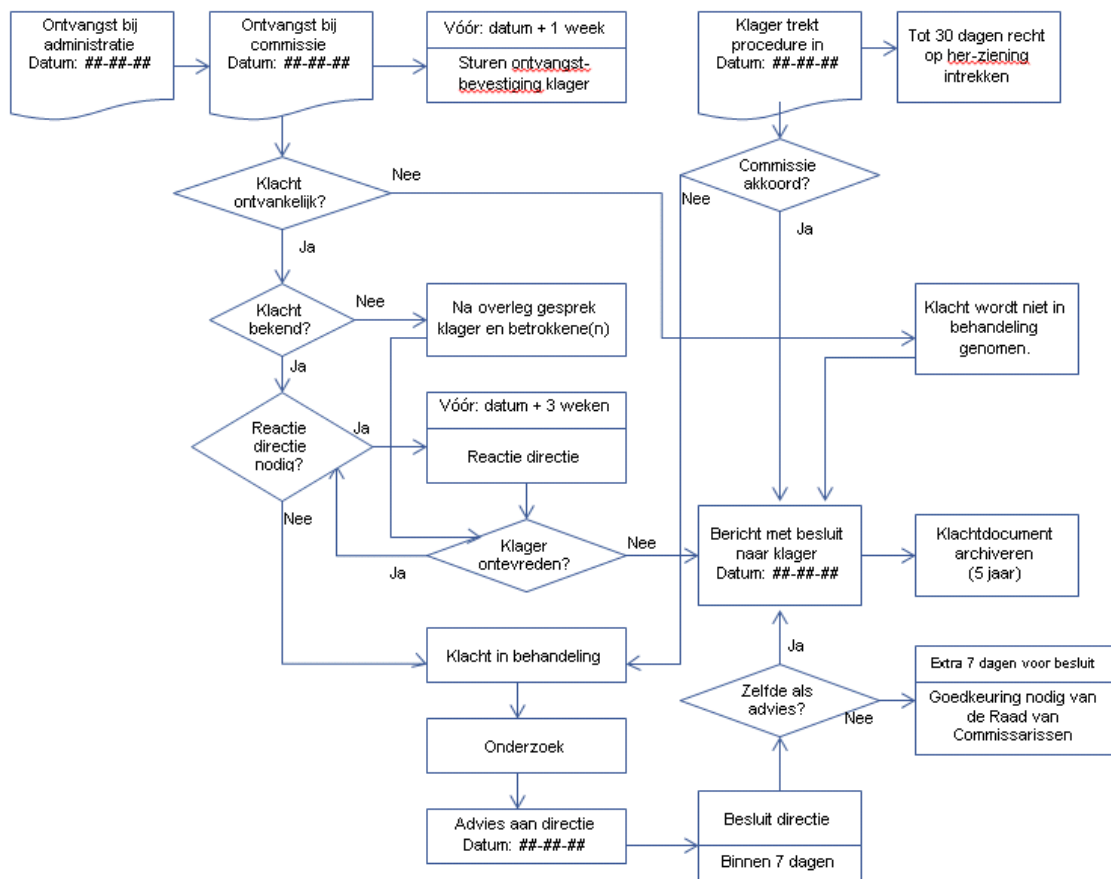 Ontvangst bij
administratie
Datum: ##-##-##
Ontvangst bij
commissie
Datum: ##-##-##
Vóór: datum + 1 week
Sturen ontvangst-
bevestiging klager
Klager trekt
procedure in
Datum: ##-##-##
Tot 30 dagen recht
op her-ziening
intrekken
Klacht
ontvankelijk?
Nee
Commissie
akkoord?
Nee
Ja
Ja
Klacht
bekend?
Nee
Na overleg gesprek
klager en betrokkene(n)
Klacht wordt niet in
behandeling
genomen.
Ja
Reactie
directie
nodig?
Ja
Vóór: datum + 3 weken
Reactie directie
Nee
Klager
ontevreden?
Nee
Ja
Bericht met besluit
naar klager
Datum: ##-##-##
Klachtdocument
archiveren
(5 jaar)
Klacht in behandeling
Ja
Zelfde als
advies?
Nee
Extra 7 dagen voor besluit
Goedkeuring nodig van
de Raad van
Commissarissen
Onderzoek
Advies aan directie
Datum: ##-##-##
Besluit directie
Binnen 7 dagen